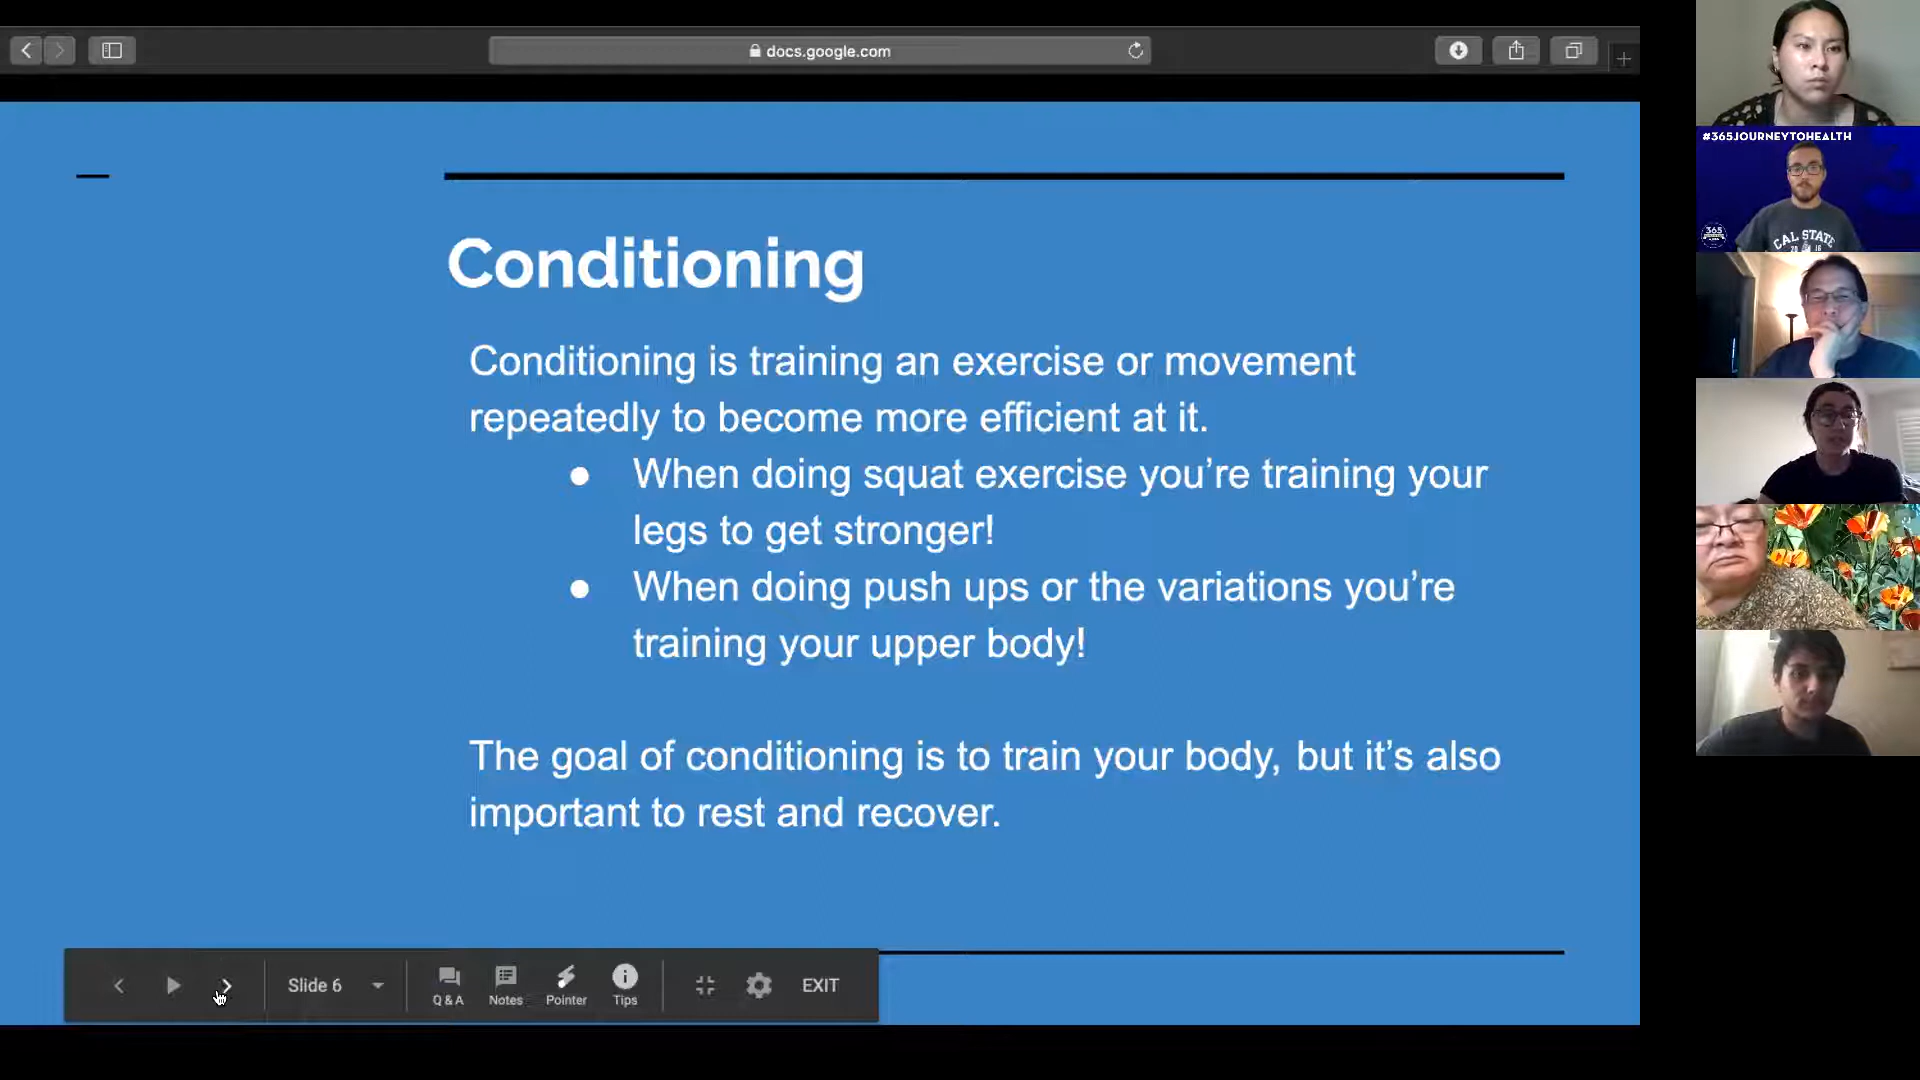 docs.google.com
Conditioning
Conditioning is training an exercise or movement
repeatedly to become more efficient at it.
● When doing squat exercise you’re training your
legs to get stronger!
● When doing push ups or the variations you’re
training your upper body!
The goal of conditioning is to train your body, but it’s also
important to rest and recover.
Slide 6
Q & A
Notes
Pointer
Tips
EXIT
#365JOURNEYTOHEALTH
365
CAL STATE